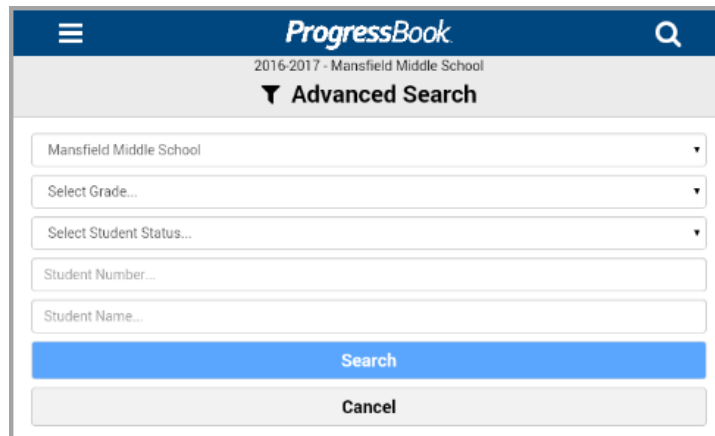 ProgressBook
2016-2017 - Mansfield Middle School
Advanced Search
Mansfield Middle School
Select Grade...
Select Student Status...
Student Number...
Student Name...
Search
Cancel